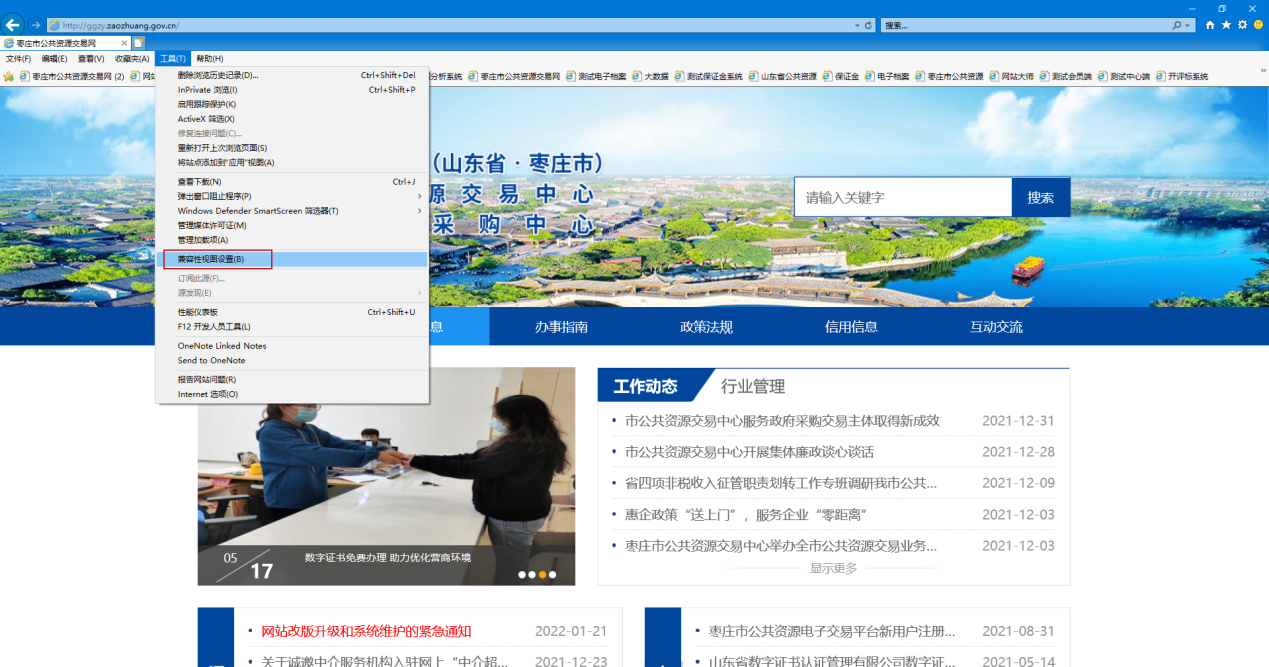 http://ggzy.zaozhuang.gov.cn/
搜索...
枣庄市公共资源交易网
文件(F) 编辑(E) 查看(V) 收藏夹(A) 工具(T) 帮助(H)
枣庄市公共资源交易网 (2) 网站 分析系统 枣庄市公共资源交易网 测试电子档案 大数据 测试保证金系统 山东省公共资源 保证金 电子档案 枣庄市公共资源 网站大师 测试会员端 测试中心端 开评标系统
删除浏览历史记录(D)... Ctrl+Shift+Del
InPrivate 浏览(I) Ctrl+Shift+P
启用跟踪保护(K)
ActiveX 筛选(X)
修复连接问题(C)...
重新打开上次浏览页面(S)
将站点添加到“应用”视图(A)
查看下载(N) Ctrl+J
弹出窗口阻止程序(P)
Windows Defender SmartScreen 筛选器(T)
管理媒体许可证(M)
管理加载项(A)
兼容性视图设置(B)
订阅此源(F)...
源发现(E)
性能仪表板 Ctrl+Shift+U
F12 开发人员工具(L)
OneNote Linked Notes
Send to OneNote
报告网站问题(R)
Internet 选项(O)
(山东省 · 枣庄市)
源交易中心
采购中心
请输入关键字 搜索
息 办事指南 政策法规 信用信息 互动交流
05
17
数字证书免费办理 助力优化营商环境
工作动态 行业管理
市公共资源交易中心服务政府采购交易主体取得新成效 2021-12-31
市公共资源交易中心开展集体廉政谈心谈话 2021-12-28
省四项非税收入征管职责划转工作专班调研我市公共... 2021-12-09
惠企政策“送上门”，服务企业“零距离” 2021-12-03
枣庄市公共资源交易中心举办全市公共资源交易业务... 2021-12-03
显示更多
网站改版升级和系统维护的紧急通知 2022-01-21
关于诚邀中介服务机构入驻网上“中介超... 2021-12-23
枣庄市公共资源电子交易平台新用户注册... 2021-08-31
山东省数字证书认证管理有限公司数字证... 2021-05-14